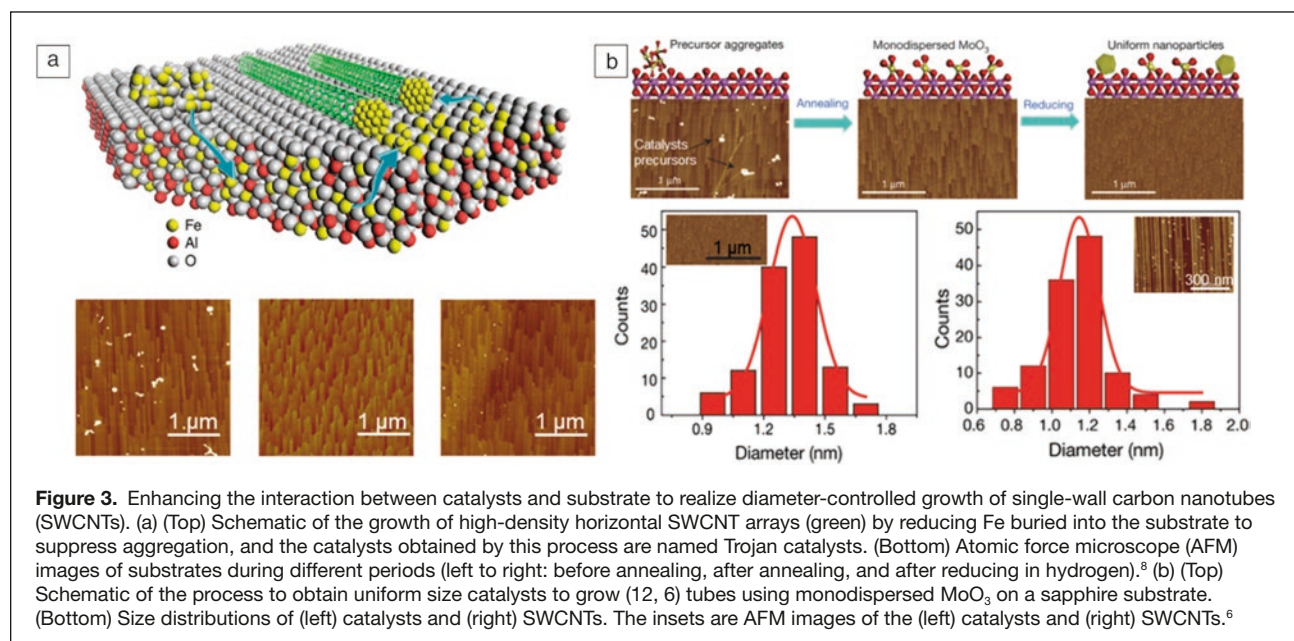 a
Fe
Al
O
1 µm
1 µm
1 µm
b
Precursor aggregates
Monodispersed MoO₃
Uniform nanoparticles
Annealing
Reducing
Catalysts
precursors
1 µm
1 µm
1 µm
50
40
30
20
10
0
Counts
1 µm
0.9 1.2 1.5 1.8
Diameter (nm)
50
40
30
20
10
0
Counts
300 nm
0.6 0.8 1.0 1.2 1.4 1.6 1.8 2.0
Diameter (nm)
Figure 3. Enhancing the interaction between catalysts and substrate to realize diameter-controlled growth of single-wall carbon nanotubes
(SWCNTs). (a) (Top) Schematic of the growth of high-density horizontal SWCNT arrays (green) by reducing Fe buried into the substrate to
suppress aggregation, and the catalysts obtained by this process are named Trojan catalysts. (Bottom) Atomic force microscope (AFM)
images of substrates during different periods (left to right: before annealing, after annealing, and after reducing in hydrogen).⁸ (b) (Top)
Schematic of the process to obtain uniform size catalysts to grow (12, 6) tubes using monodispersed MoO₃ on a sapphire substrate.
(Bottom) Size distributions of (left) catalysts and (right) SWCNTs. The insets are AFM images of the (left) catalysts and (right) SWCNTs.⁶